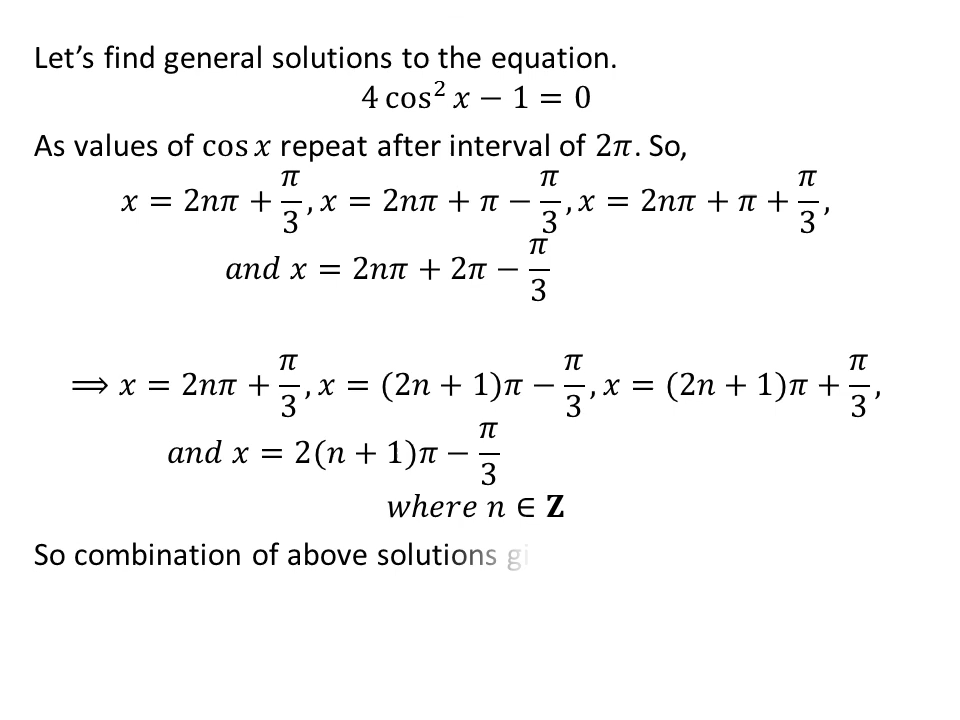 Let’s find general solutions to the equation.
4 cos² 𝑥 − 1 = 0
As values of cos 𝑥 repeat after interval of 2𝜋. So,
𝑥 = 2𝑛𝜋 + 𝜋/3, 𝑥 = 2𝑛𝜋 + 𝜋 − 𝜋/3, 𝑥 = 2𝑛𝜋 + 𝜋 + 𝜋/3,
𝑎𝑛𝑑 𝑥 = 2𝑛𝜋 + 2𝜋 − 𝜋/3
⟹ 𝑥 = 2𝑛𝜋 + 𝜋/3, 𝑥 = (2𝑛 + 1)𝜋 − 𝜋/3, 𝑥 = (2𝑛 + 1)𝜋 + 𝜋/3,
𝑎𝑛𝑑 𝑥 = 2(𝑛 + 1)𝜋 − 𝜋/3
𝑤ℎ𝑒𝑟𝑒 𝑛 ∈ 𝐙
So combination of above solutions